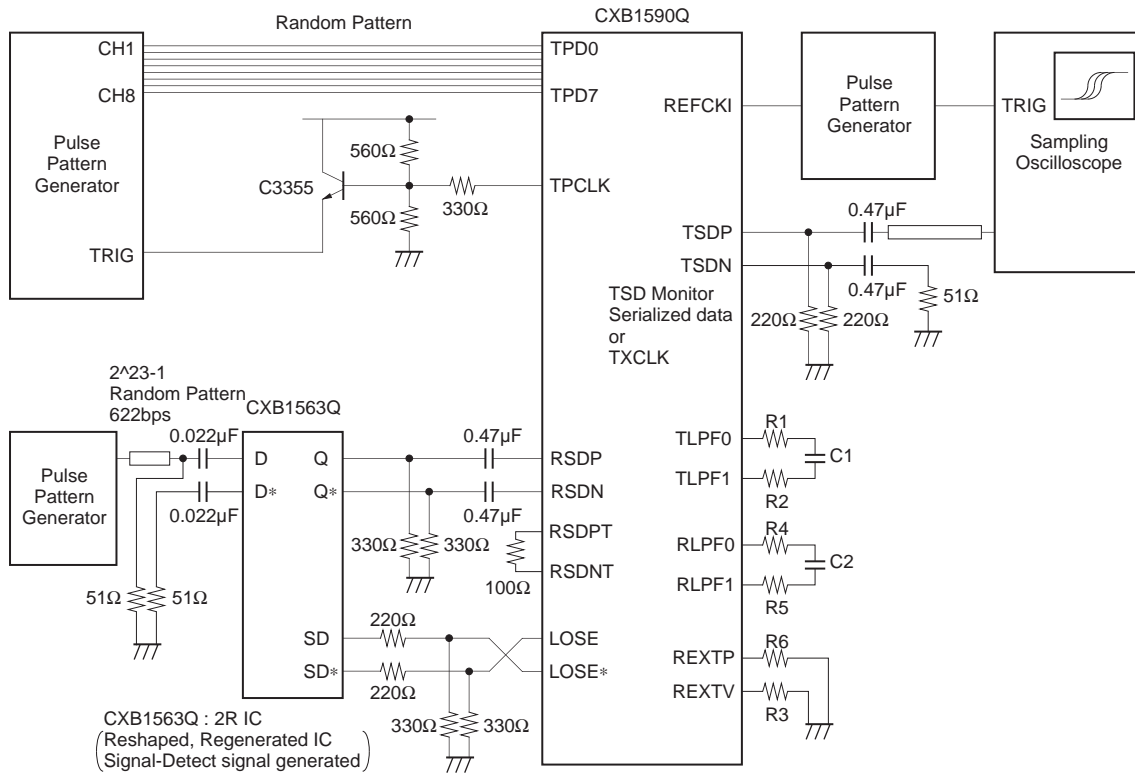 CXB1590Q
Random Pattern
CH1
CH8
Pulse
Pattern
Generator
TRIG
560Ω
C3355
560Ω
330Ω
TPD0
TPD7
TPCLK
REFCKI
Pulse
Pattern
Generator
TRIG
Sampling
Oscilloscope
TSDP
TSDN
0.47µF
0.47µF
51Ω
220Ω
220Ω
TSD Monitor
Serialized data
or
TXCLK
2^23-1
Random Pattern
622bps
CXB1563Q
Pulse
Pattern
Generator
0.022µF
0.022µF
51Ω
51Ω
D
D*
Q
Q*
SD
SD*
0.47µF
0.47µF
330Ω
330Ω
RSDP
RSDN
RSDPT
RSDNT
100Ω
220Ω
220Ω
LOSE
LOSE*
330Ω
330Ω
TLPF0
TLPF1
R1
C1
R2
RLPF0
RLPF1
R4
C2
R5
REXTP
REXTV
R6
R3
CXB1563Q : 2R IC
(Reshaped, Regenerated IC
Signal-Detect signal generated)